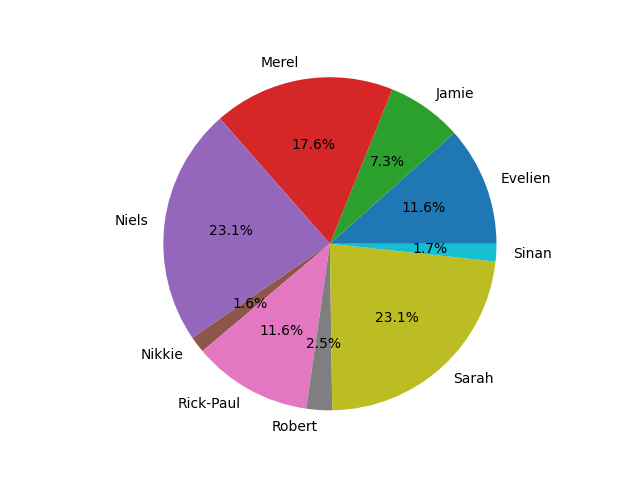 Merel
Jamie
17.6%
7.3%
Evelien
11.6%
Niels
23.1%
1.7%
Sinan
1.6%
23.1%
11.6%
2.5%
Nikkie
Sarah
Rick-Paul
Robert